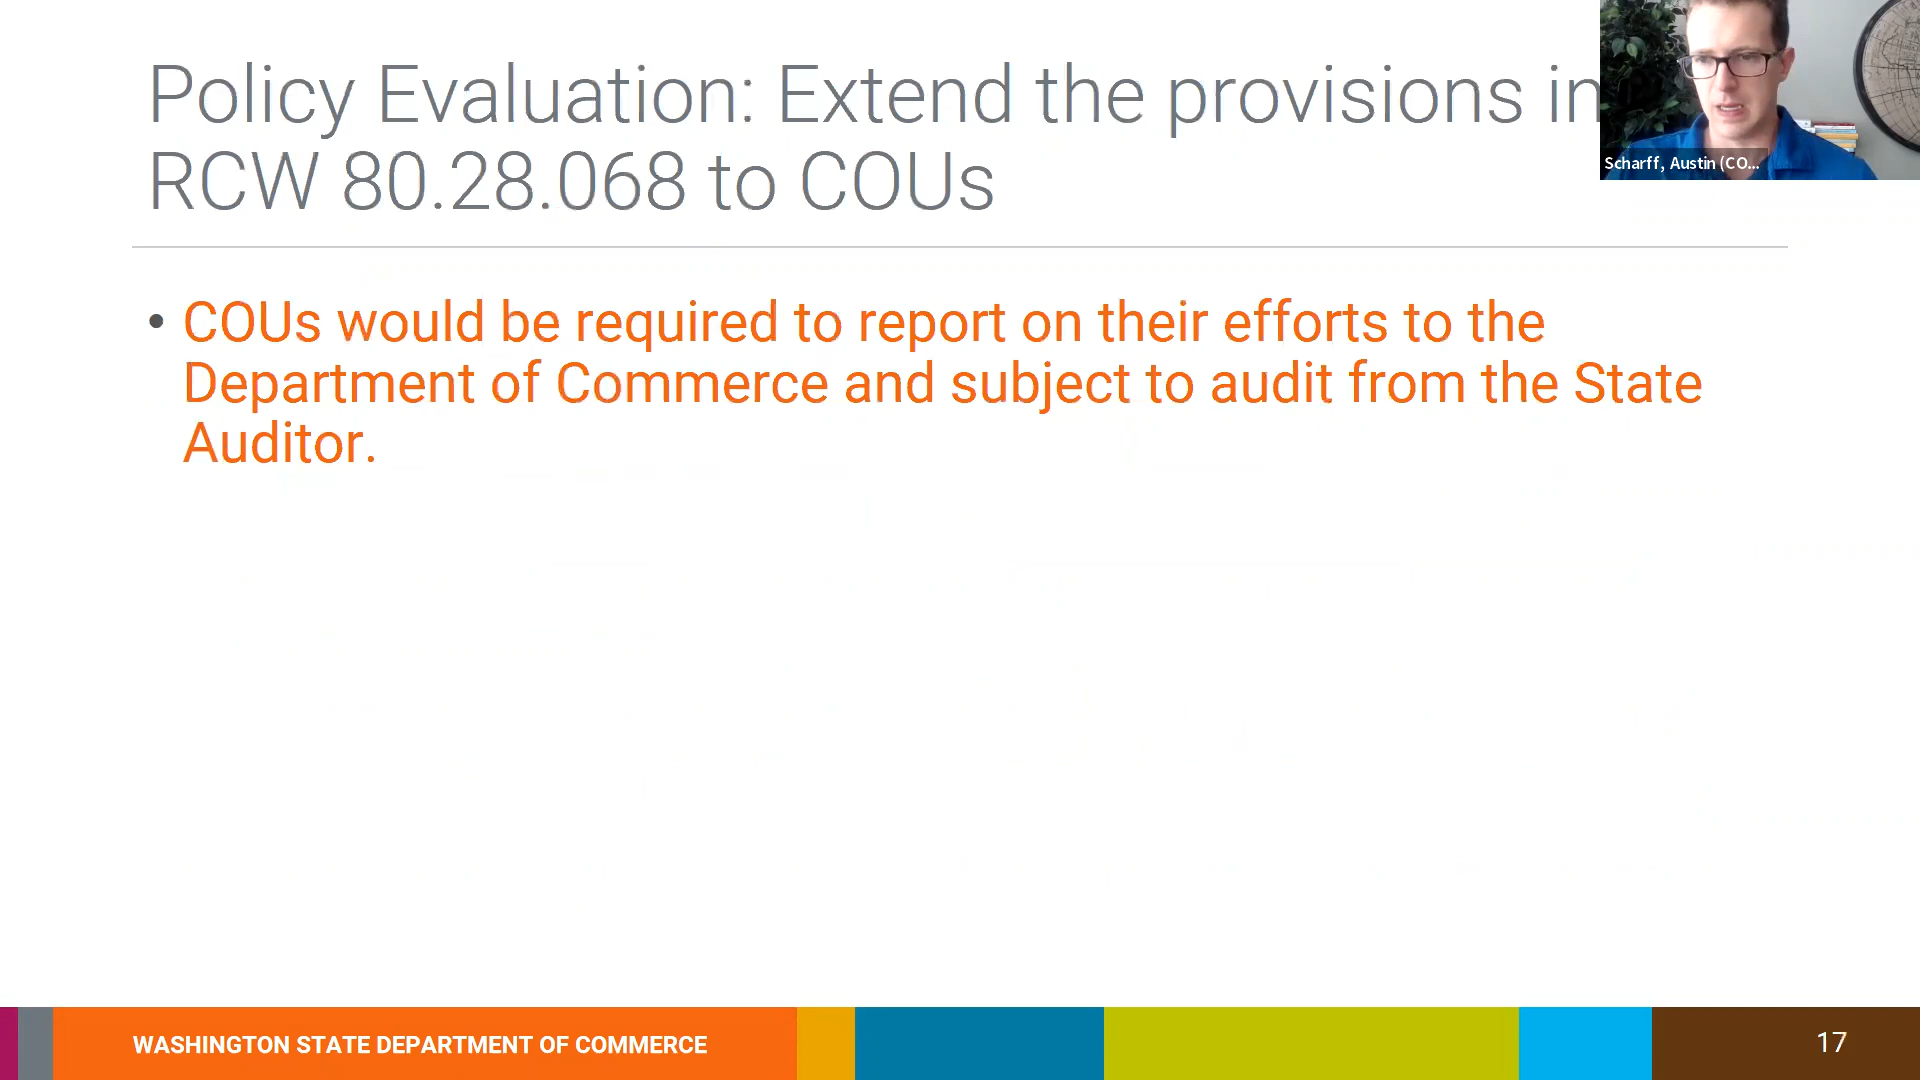 Policy Evaluation: Extend the provisions in
RCW 80.28.068 to COUs
Scharff, Austin (CO...
• COUs would be required to report on their efforts to the
Department of Commerce and subject to audit from the State
Auditor.
WASHINGTON STATE DEPARTMENT OF COMMERCE
17